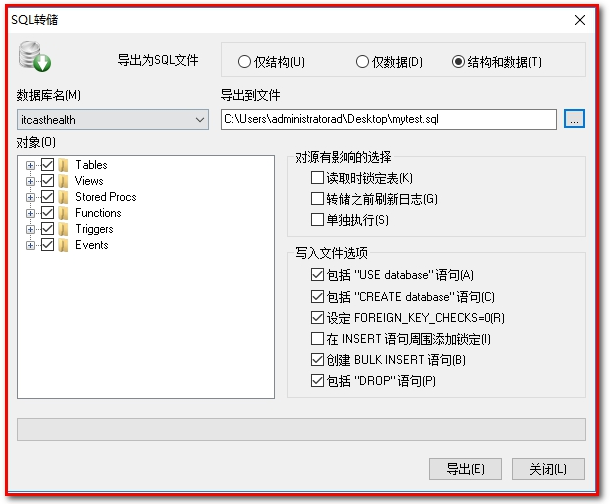 SQL转储
导出为SQL文件
仅结构(U)
仅数据(D)
结构和数据(T)
数据库名(M)
导出到文件
itcasthealth
C:\Users\administratorad\Desktop\mytest.sql
...
对象(O)
Tables
Views
Stored Procs
Functions
Triggers
Events
对源有影响的选择
读取时锁定表(K)
转储之前刷新日志(G)
单独执行(S)
写入文件选项
包括 "USE database"语句(A)
包括 "CREATE database"语句(C)
设定 FOREIGN_KEY_CHECKS=0(R)
在 INSERT 语句周围添加锁定(I)
创建 BULK INSERT 语句(B)
包括 "DROP"语句(P)
导出(E)
关闭(L)